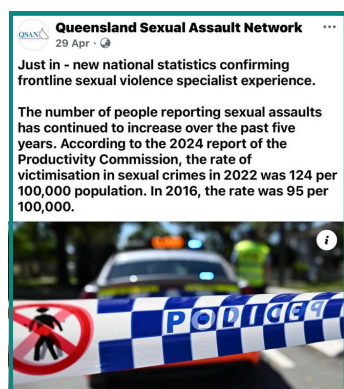 QSAN
Queensland Sexual Assault Network
29 Apr
Just in - new national statistics confirming
frontline sexual violence specialist experience.
The number of people reporting sexual assaults
has continued to increase over the past five
years. According to the 2024 report of the
Productivity Commission, the rate of
victimisation in sexual crimes in 2022 was 124 per
100,000 population. In 2016, the rate was 95 per
100,000.
i
POLICE